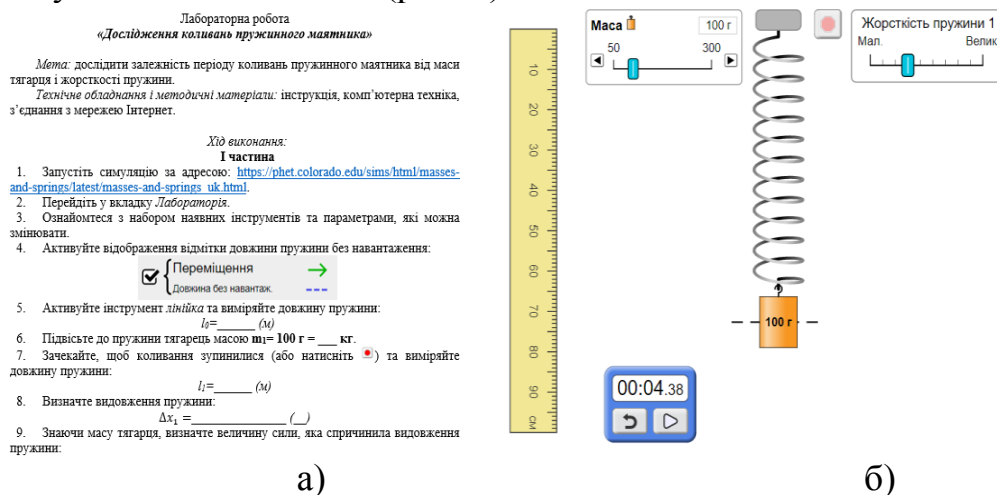 Лабораторна робота
«Дослідження коливань пружинного маятника»
Мета: дослідити залежність періоду коливань пружинного маятника від маси
тягарця і жорсткості пружини.
Технічне обладнання і методичні матеріали: інструкція, комп’ютерна техніка,
з’єднання з мережею Інтернет.
Хід виконання:
І частина
1. Запустіть симуляцію за адресою: https://phet.colorado.edu/sims/html/masses-
and-springs/latest/masses-and-springs_uk.html.
2. Перейдіть у вкладку Лабораторія.
3. Ознайомтеся з набором наявних інструментів та параметрами, які можна
змінювати.
4. Активуйте відображення відмітки довжини пружини без навантаження:
Переміщення
Довжина без навантаж.
5. Активуйте інструмент лінійка та виміряйте довжину пружини:
l₀=______ (м)
6. Підвісьте до пружини тягарець масою m₁= 100 г = ___ кг.
7. Зачекайте, щоб коливання зупинилися (або натисніть ) та виміряйте
довжину пружини:
l₁=______ (м)
8. Визначте видовження пружини:
Δx₁ =________________ (__)
9. Знаючи масу тягарця, визначте величину сили, яка спричинила видовження
пружини:
а)
10
20
30
40
50
60
70
80
90
см
Маса
100 г
50
300
Жорсткість пружини 1
Мал.
Велик
100 г
00:04.38
б)